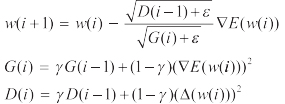 w(i+1) = w(i) − √(D(i−1)+ε) / √(G(i)+ε) ∇E(w(i))
G(i) = γG(i−1)+(1−γ)(∇E(w(i)))²
D(i) = γD(i−1)+(1−γ)(Δ(w(i)))²